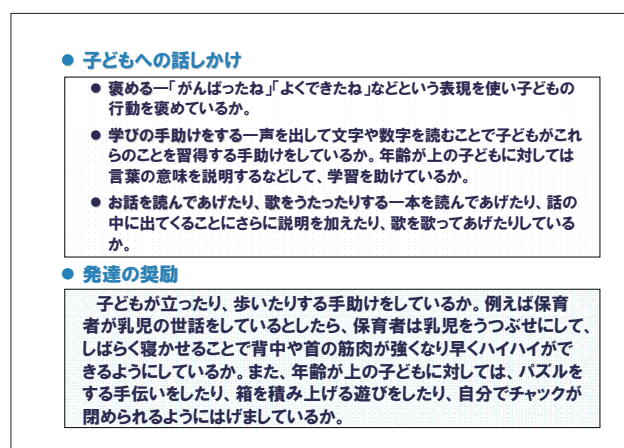 ● 子どもへの話しかけ
● 褒める―「がんばったね」「よくできたね」などという表現を使い子どもの
行動を褒めているか。
● 学びの手助けをする―声を出して文字や数字を読むことで子どもがこれ
らのことを習得する手助けをしているか。年齢が上の子どもに対しては
言葉の意味を説明するなどして、学習を助けているか。
● お話を読んであげたり、歌をうたったりする―本を読んであげたり、話の
中に出てくることにさらに説明を加えたり、歌を歌ってあげたりしている
か。
● 発達の奨励
子どもが立ったり、歩いたりする手助けをしているか。例えば保育
者が乳児の世話をしているとしたら、保育者は乳児をうつぶせにして、
しばらく寝かせることで背中や首の筋肉が強くなり早くハイハイがで
きるようにしているか。また、年齢が上の子どもに対しては、パズルを
する手伝いをしたり、箱を積み上げる遊びをしたり、自分でチャックが
閉められるようにはげましているか。